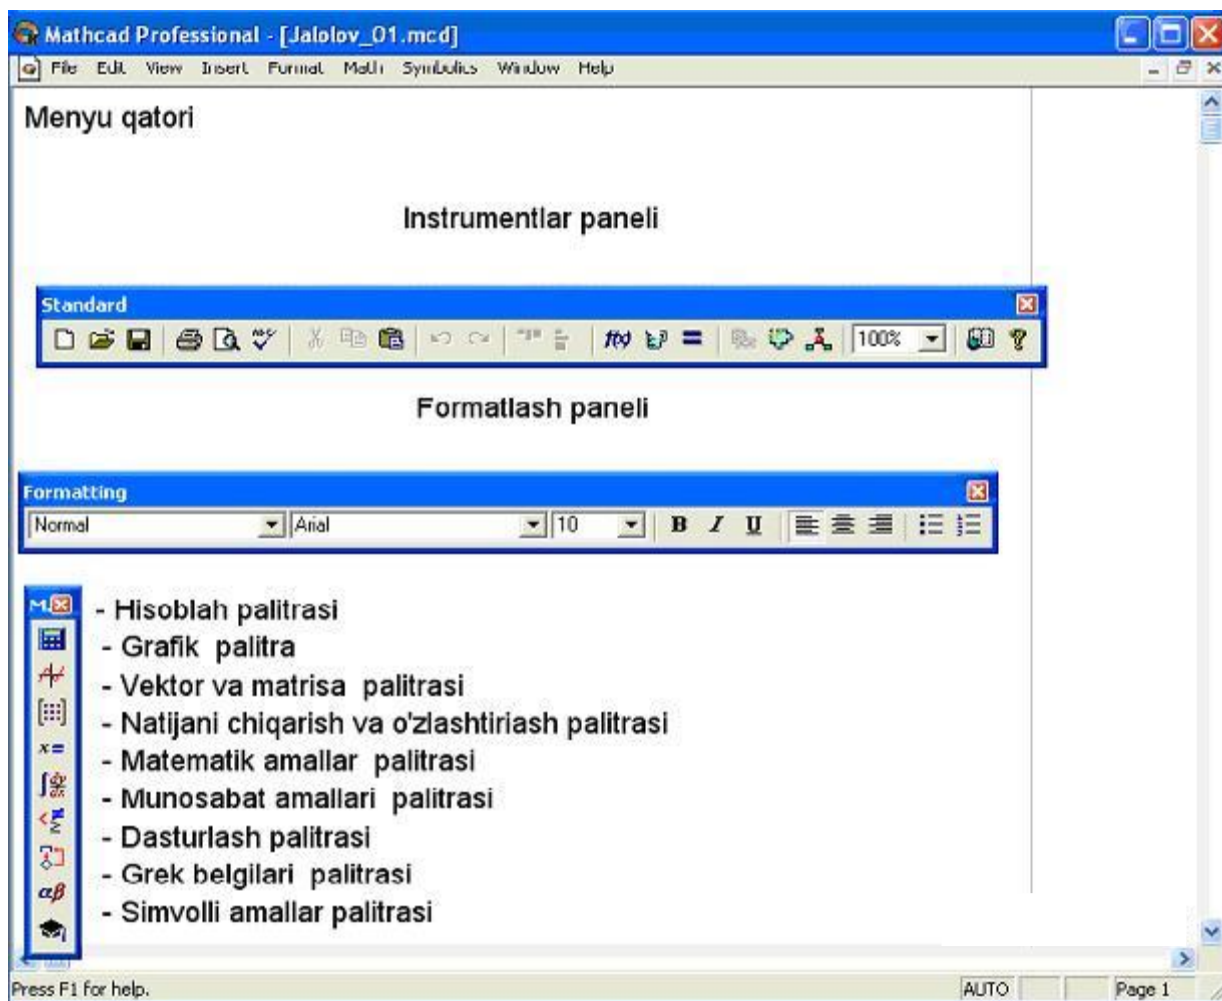 Mathcad Professional - [Jalolov_01.mcd]
File Edit View Insert Format Math Symbolics Window Help
Menyu qatori
Instrumentlar paneli
Standard
f(x) = 100% ?
Formatlash paneli
Formatting
Normal Arial 10 B I U
M..
- Hisoblah palitrasi
- Grafik palitra
- Vektor va matrisa palitrasi
x= - Natijani chiqarish va o'zlashtiriash palitrasi
∫ dy/dx - Matematik amallar palitrasi
<≠≥ - Munosabat amallari palitrasi
- Dasturlash palitrasi
αβ - Grek belgilari palitrasi
- Simvolli amallar palitrasi
Press F1 for help. AUTO Page 1